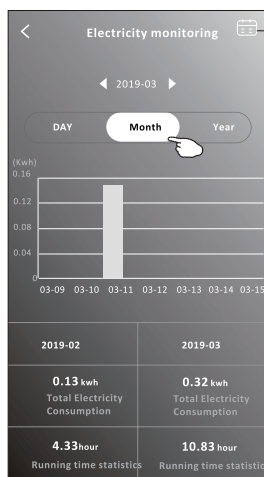 Electricity monitoring
2019-03
DAY Month Year
(Kwh)
0.16
0.12
0.08
0.04
0
03-09 03-10 03-11 03-12 03-13 03-14 03-15
2019-02 2019-03
0.13 kwh 0.32 kwh
Total Electricity Total Electricity
Consumption Consumption
4.33hour 10.83 hour
Running time statistics Running time statistic